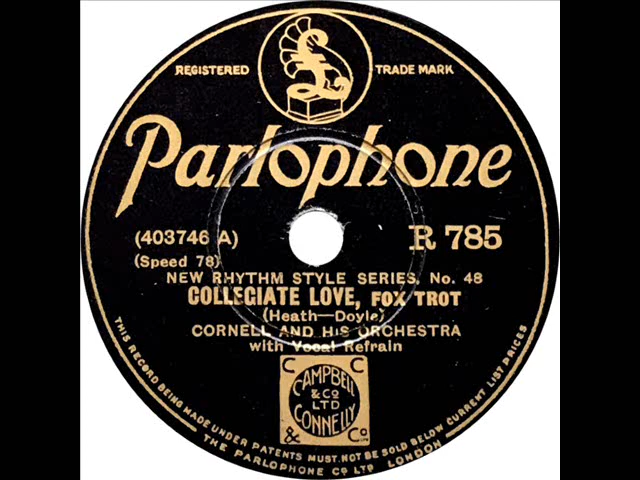 REGISTERED TRADE MARK
Parlophone
(403746 A) R 785
(Speed 78)
NEW RHYTHM STYLE SERIES, No. 48
COLLEGIATE LOVE, FOX TROT
(Heath—Doyle)
CORNELL AND HIS ORCHESTRA
with Vocal Refrain
C C
CAMPBELL
& CO
LTD
CONNELLY
& Co
THIS RECORD BEING MADE UNDER PATENTS MUST NOT BE SOLD BELOW CURRENT LIST PRICES
THE PARLOPHONE CO LTD LONDON